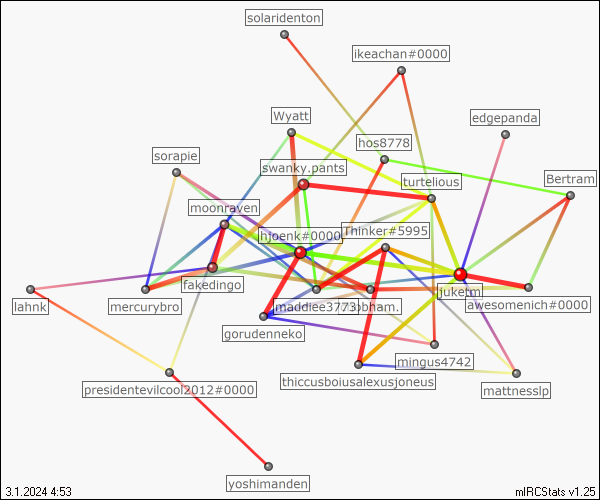 solaridenton
ikeachan#0000
Wyatt
edgepanda
hos8778
sorapie
swanky.pants
turtelious
Bertram
moonraven
hjoenk#0000
Thinker#5995
fakedingo
juketm
lahnk
mercurybro
maddiee3773
obham.
awesomenich#0000
gorudenneko
mingus4742
presidentevilcool2012#0000
thiccusboiusalexusjoneus
mattnesslp
yoshimanden
3.1.2024 4:53
mIRCStats v1.25